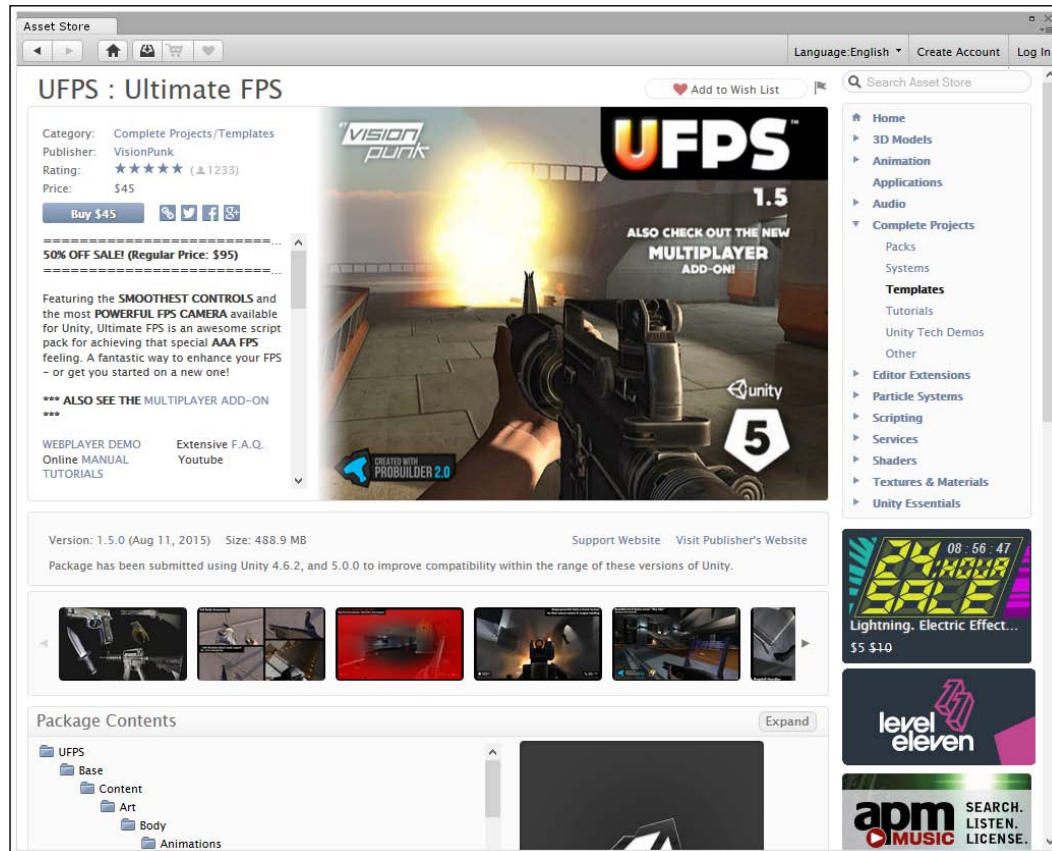 Asset Store
Language:English Create Account Log In
UFPS : Ultimate FPS
Add to Wish List
Search Asset Store
Category: Complete Projects/Templates
Publisher: VisionPunk
Rating: ★★★★★ (1233)
Price: $45
Buy $45
===========================...
50% OFF SALE! (Regular Price: $95)
===========================...
Featuring the SMOOTHEST CONTROLS and
the most POWERFUL FPS CAMERA available
for Unity, Ultimate FPS is an awesome script
pack for achieving that special AAA FPS
feeling. A fantastic way to enhance your FPS
- or get you started on a new one!
*** ALSO SEE THE MULTIPLAYER ADD-ON
***
WEBPLAYER DEMO Extensive F.A.Q.
Online MANUAL Youtube
TUTORIALS
VISION
PUNK
UFPS™
1.5
ALSO CHECK OUT THE NEW
MULTIPLAYER
ADD-ON!
unity
5
CREATED WITH
PROBUILDER 2.0
Home
3D Models
Animation
Applications
Audio
Complete Projects
Packs
Systems
Templates
Tutorials
Unity Tech Demos
Other
Editor Extensions
Particle Systems
Scripting
Services
Shaders
Textures & Materials
Unity Essentials
Version: 1.5.0 (Aug 11, 2015) Size: 488.9 MB Support Website Visit Publisher's Website
Package has been submitted using Unity 4.6.2, and 5.0.0 to improve compatibility within the range of these versions of Unity.
08 : 56 : 47
24 HOUR
SALE
Lightning. Electric Effect...
$5 $10
level
eleven
apm
MUSIC
SEARCH.
LISTEN.
LICENSE.
Package Contents Expand
UFPS
Base
Content
Art
Body
Animations